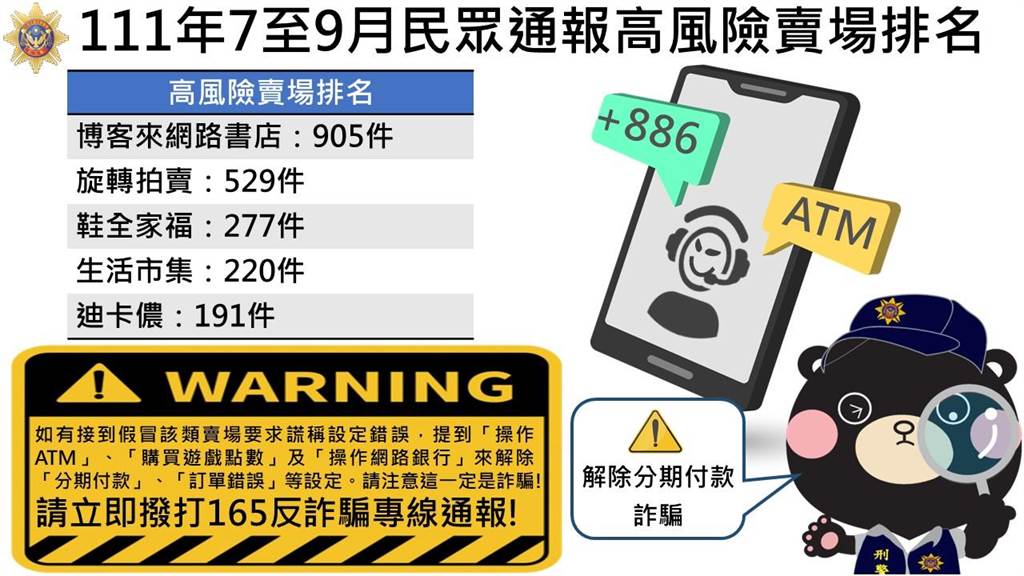 111年7至9月民眾通報高風險賣場排名
高風險賣場排名
博客來網路書店：905件
旋轉拍賣：529件
鞋全家福：277件
生活市集：220件
迪卡儂：191件
+886
ATM
WARNING
如有接到假冒該類賣場要求謊稱設定錯誤，提到「操作
ATM」、「購買遊戲點數」及「操作網路銀行」來解除
「分期付款」、「訂單錯誤」等設定。請注意這一定是詐騙!
請立即撥打165反詐騙專線通報!
解除分期付款
詐騙
刑警